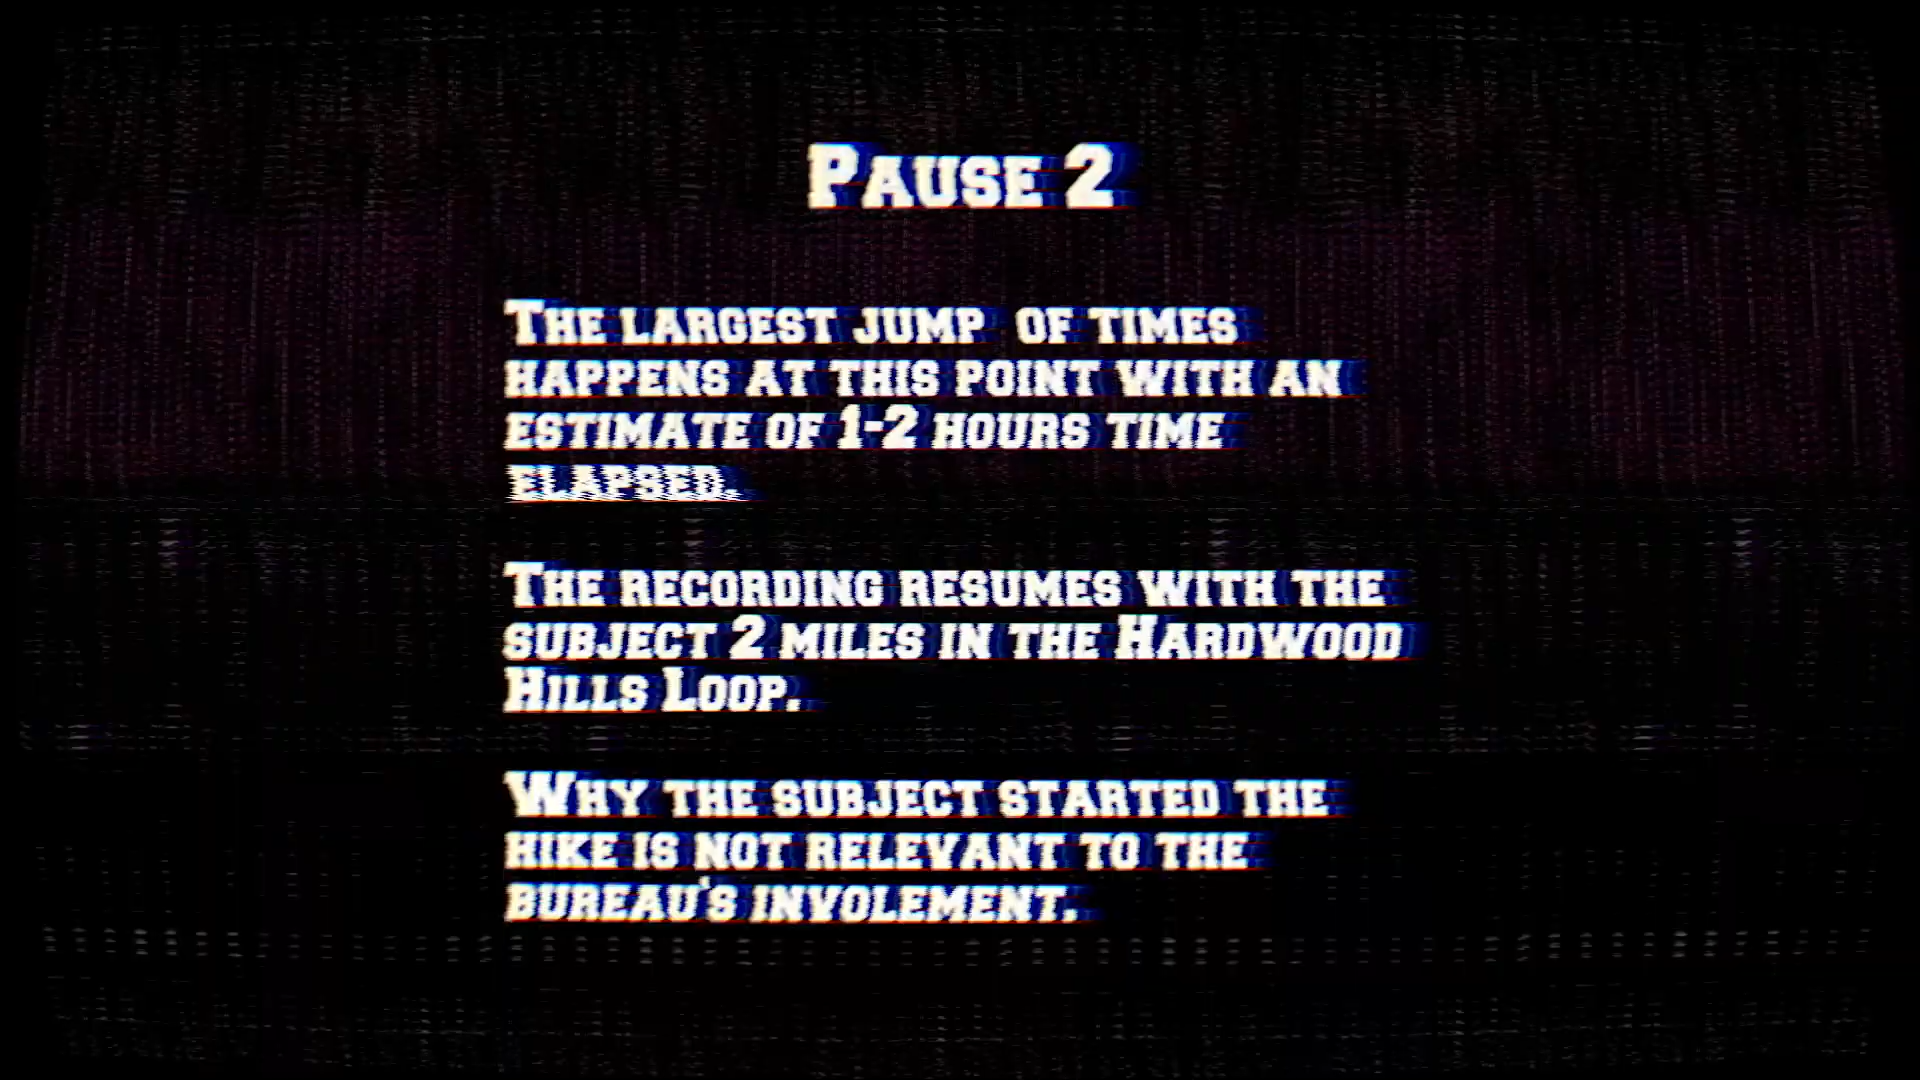 Pause 2
The largest jump of times
happens at this point with an
estimate of 1-2 hours time
elapsed.
The recording resumes with the
subject 2 miles in the Hardwood
Hills Loop.
Why the subject started the
hike is not relevant to the
bureau's involement.